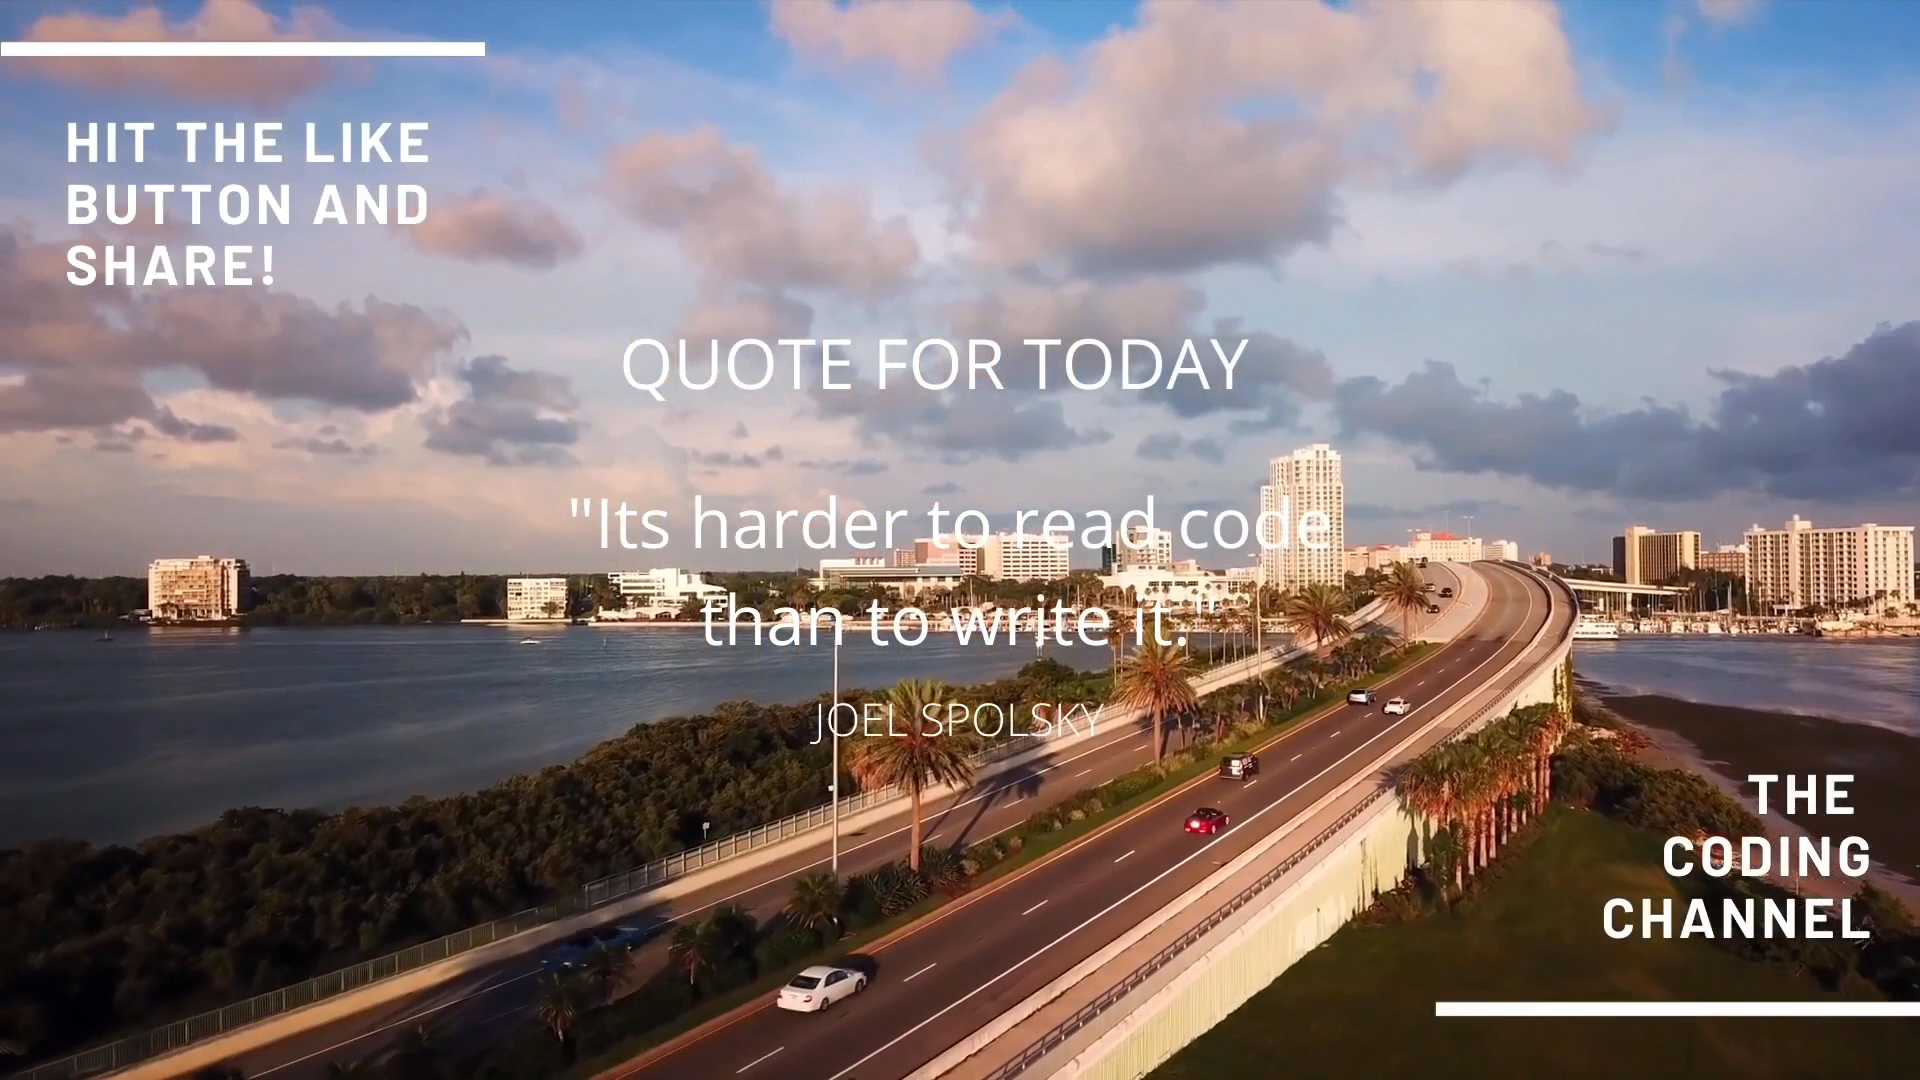 HIT THE LIKE
BUTTON AND
SHARE!
QUOTE FOR TODAY
"Its harder to read code
than to write it."
JOEL SPOLSKY
THE
CODING
CHANNEL